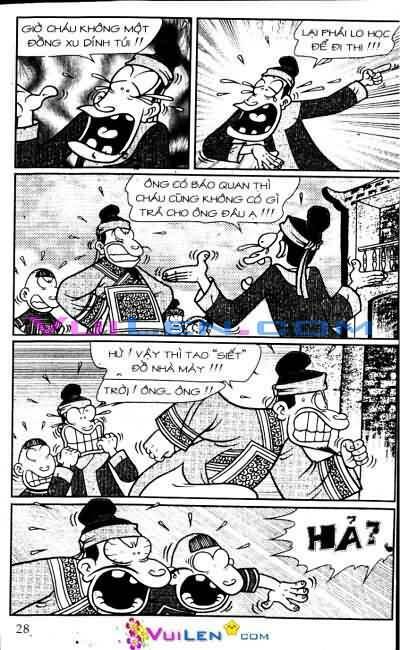 GIỜ CHÁU KHÔNG MỘT
ĐỒNG XU DÍNH TÚI !!
LẠI PHẢI LO HỌC
ĐỂ ĐI THI !!!
ÔNG CÓ BÁO QUAN THÌ
CHÁU CŨNG KHÔNG CÓ GÌ
TRẢ CHO ÔNG ĐÂU Ạ !!!
VUILEN.COM
HỪ ! VẬY THÌ TAO "SIẾT"
ĐỒ NHÀ MÀY !!!
TRỜI ! ÔNG.. ÔNG !!
HẢ?
28
VUILEN COM